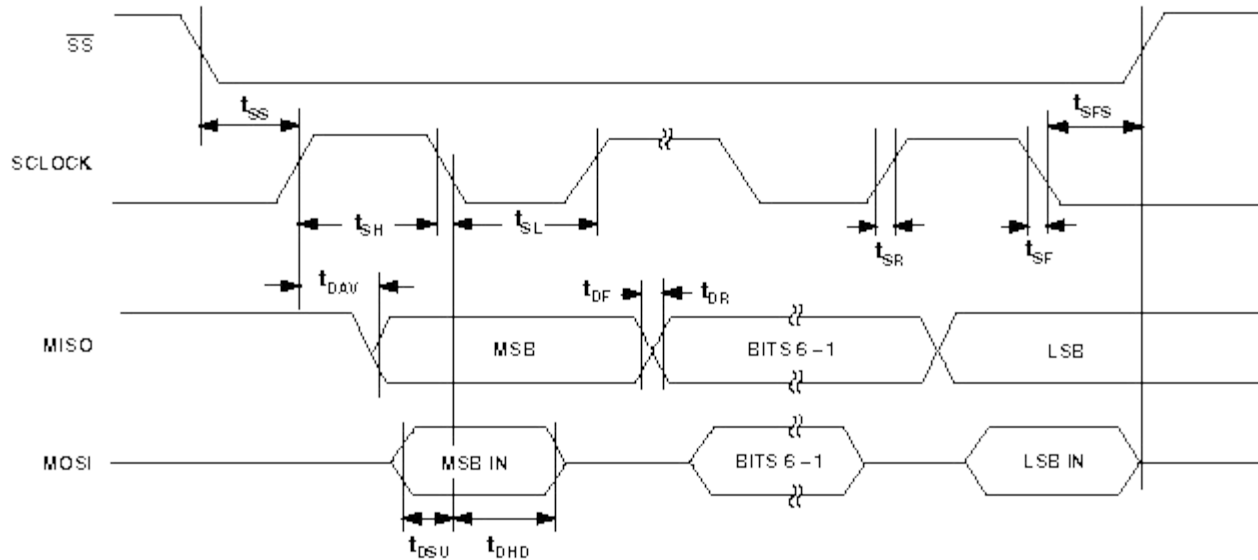 SS
tSS
tSFS
SCLOCK
tSH
tSL
tSR
tSF
tDAV
tDF
tDR
MISO
MSB
BITS 6–1
LSB
MOSI
MSB IN
BITS 6–1
LSB IN
tDSU
tDHD